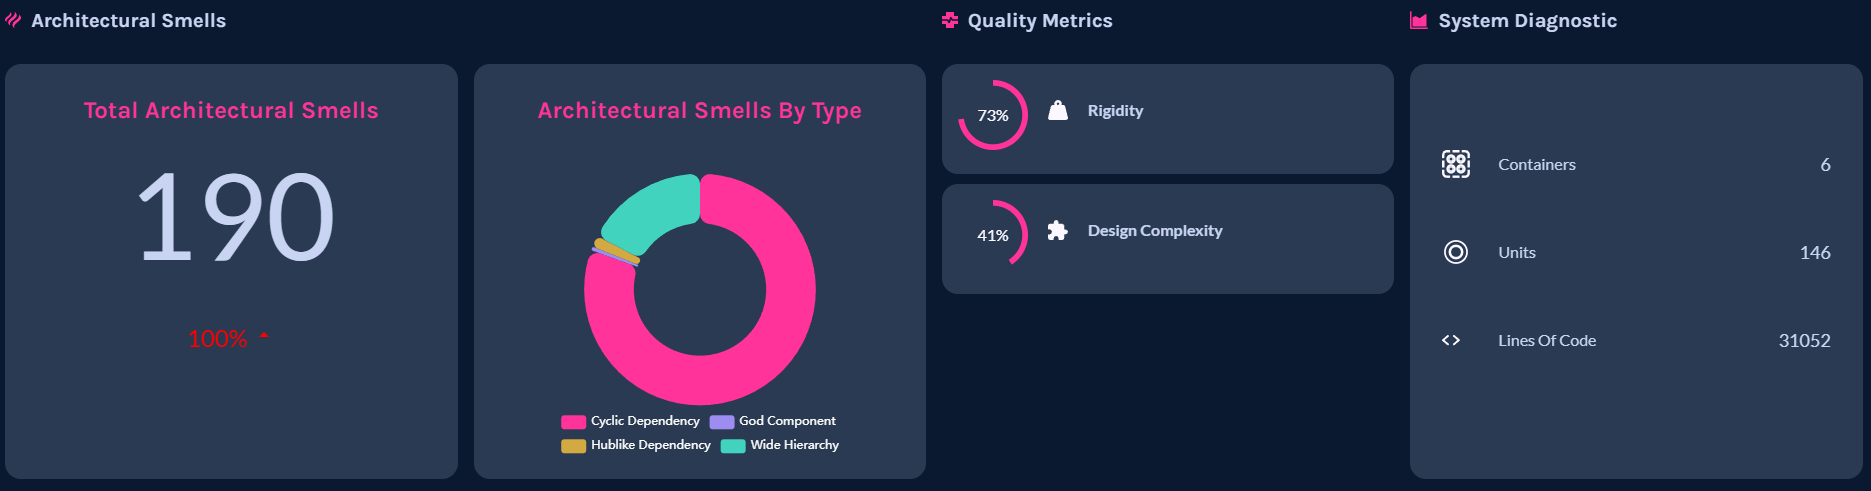 Architectural Smells
Quality Metrics
System Diagnostic
Total Architectural Smells
190
100%
Architectural Smells By Type
Cyclic Dependency
God Component
Hublike Dependency
Wide Hierarchy
73%
Rigidity
41%
Design Complexity
Containers 6
Units 146
Lines Of Code 31052